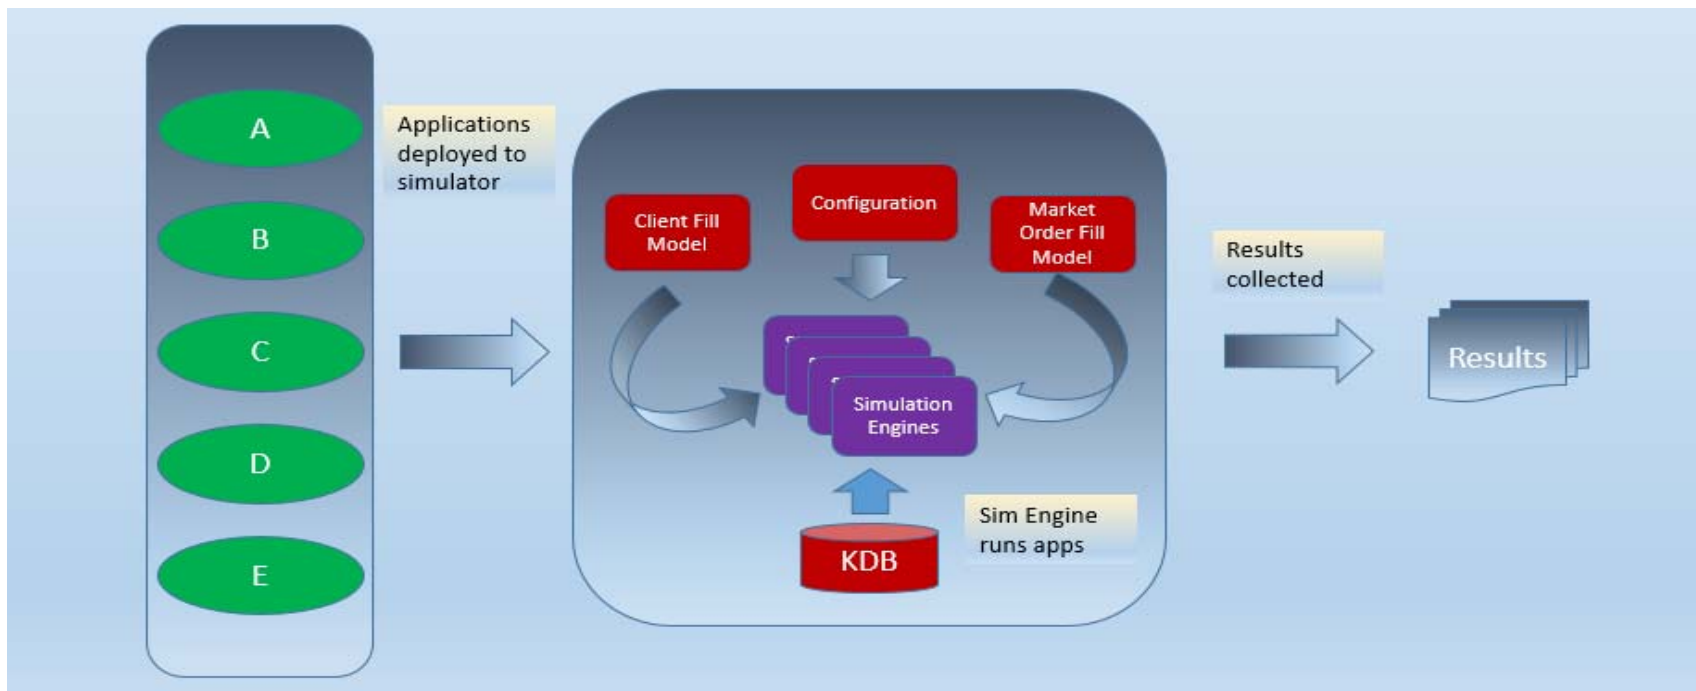 A
B
C
D
E
Applications
deployed to
simulator
Client Fill
Model
Configuration
Market
Order Fill
Model
Simulation
Engines
KDB
Sim Engine
runs apps
Results
collected
Results